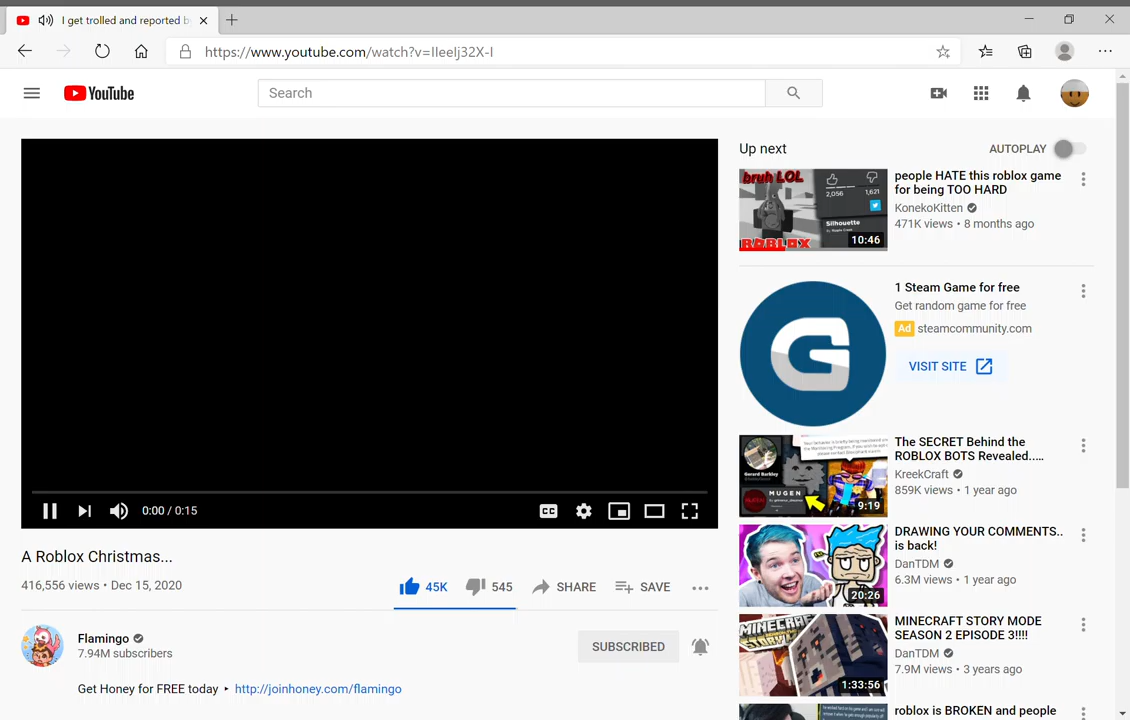 I get trolled and reported b
https://www.youtube.com/watch?v=IIeeIj32X-I
YouTube
Search
Up next
AUTOPLAY
bruh LOL
2,056
1,621
Silhouette
ROBLOX
10:46
people HATE this roblox game
for being TOO HARD
KonekoKitten
471K views • 8 months ago
G
1 Steam Game for free
Get random game for free
Ad steamcommunity.com
VISIT SITE
MUGEN
9:19
The SECRET Behind the
ROBLOX BOTS Revealed.....
KreekCraft
859K views • 1 year ago
20:26
DRAWING YOUR COMMENTS..
is back!
DanTDM
6.3M views • 1 year ago
MINECRAFT
STORY
1:33:56
MINECRAFT STORY MODE
SEASON 2 EPISODE 3!!!!
DanTDM
7.9M views • 3 years ago
roblox is BROKEN and people
0:00 / 0:15
CC
A Roblox Christmas...
416,556 views • Dec 15, 2020
45K
545
SHARE
SAVE
Flamingo
7.94M subscribers
SUBSCRIBED
Get Honey for FREE today ‣ http://joinhoney.com/flamingo